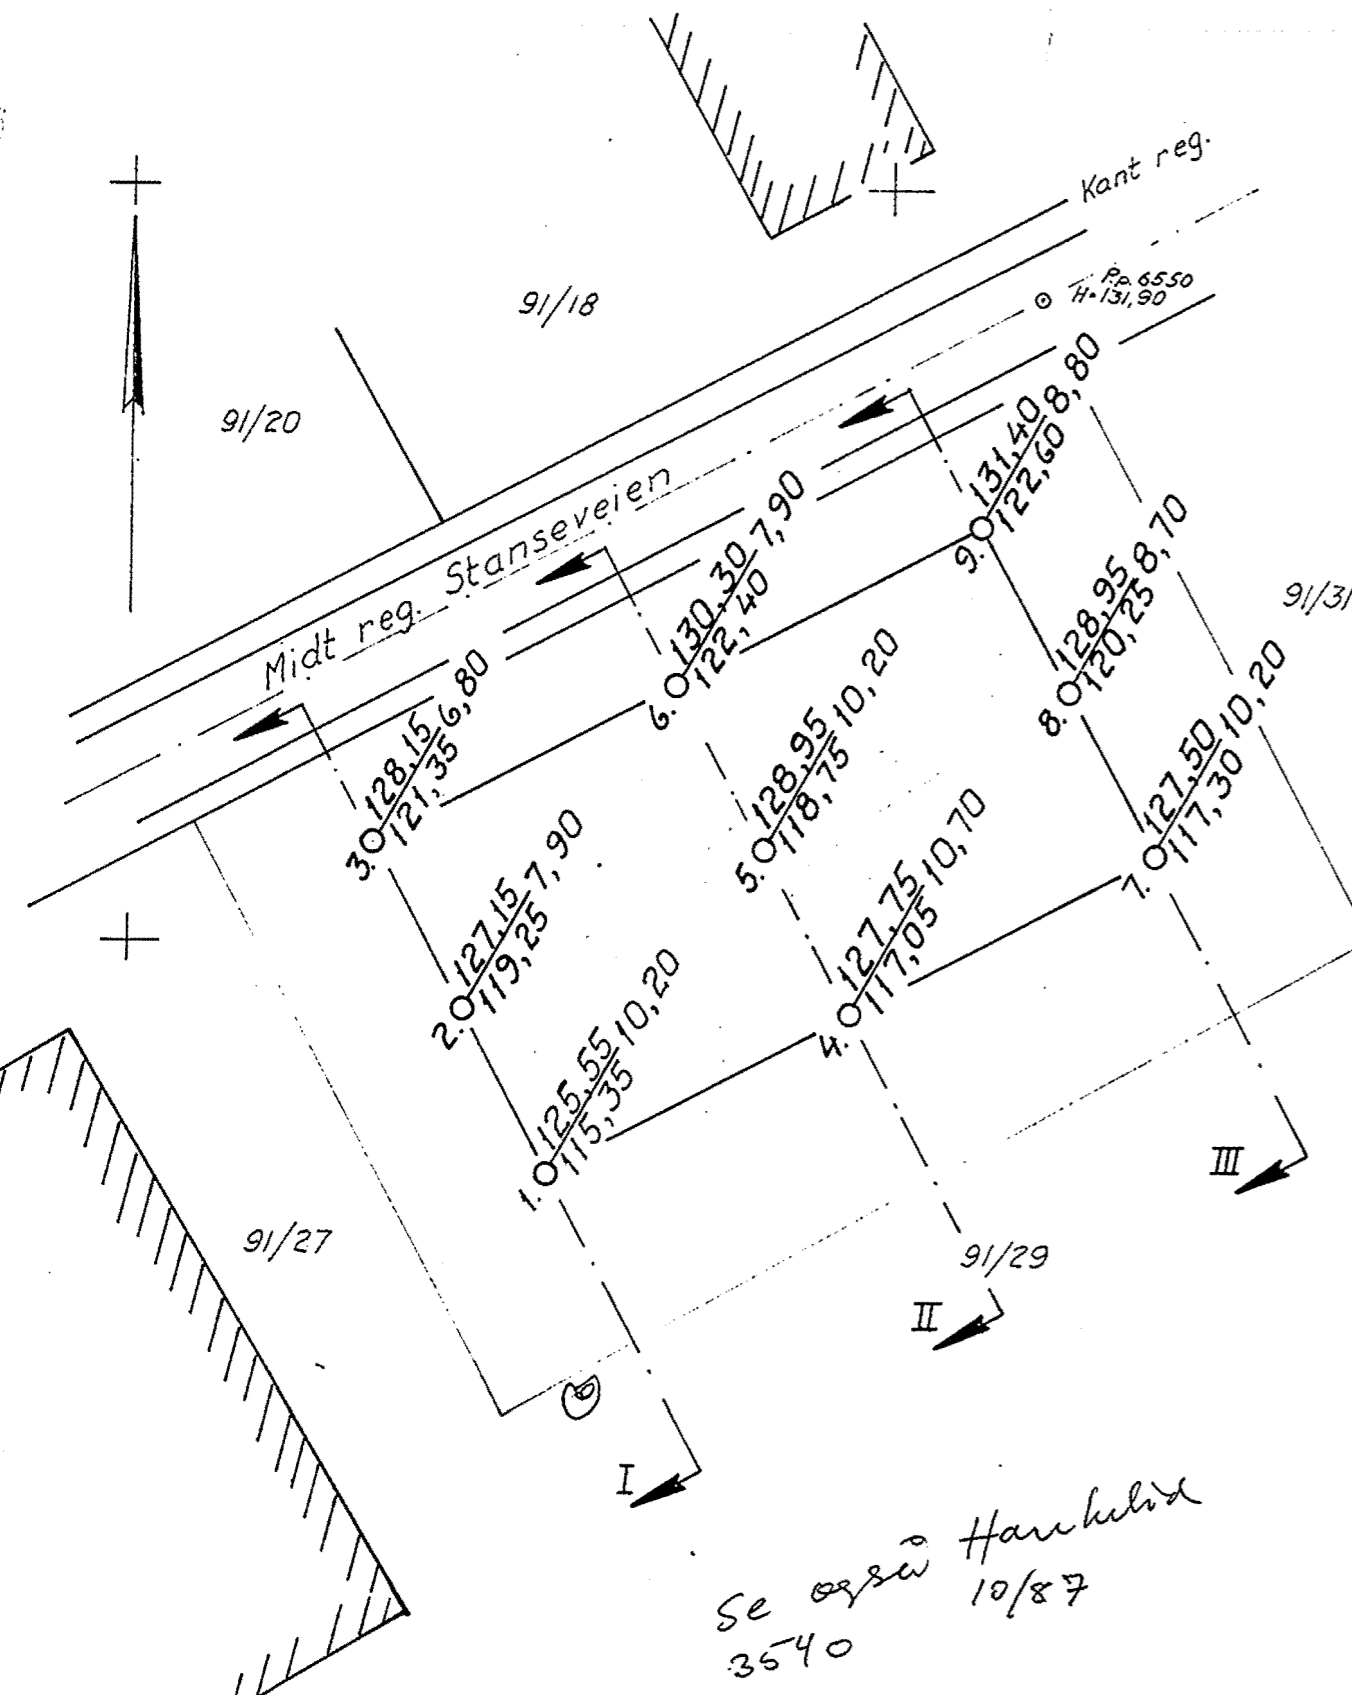 Kant reg.
P.p. 6550
H=131,90
91/18
91/20
Midt reg. Stanseveien
91/31
9. 131,40 8,80
122,60
6. 130,30 7,90
122,40
8. 128,95 8,70
120,25
3. 128,15 6,80
121,35
5. 128,95 10,20
118,75
7. 127,50 10,20
117,30
2. 127,15 7,90
119,25
4. 127,75 10,70
117,05
1. 125,55 10,20
115,35
III
91/27
91/29
II
I
Se også
10/87
3540